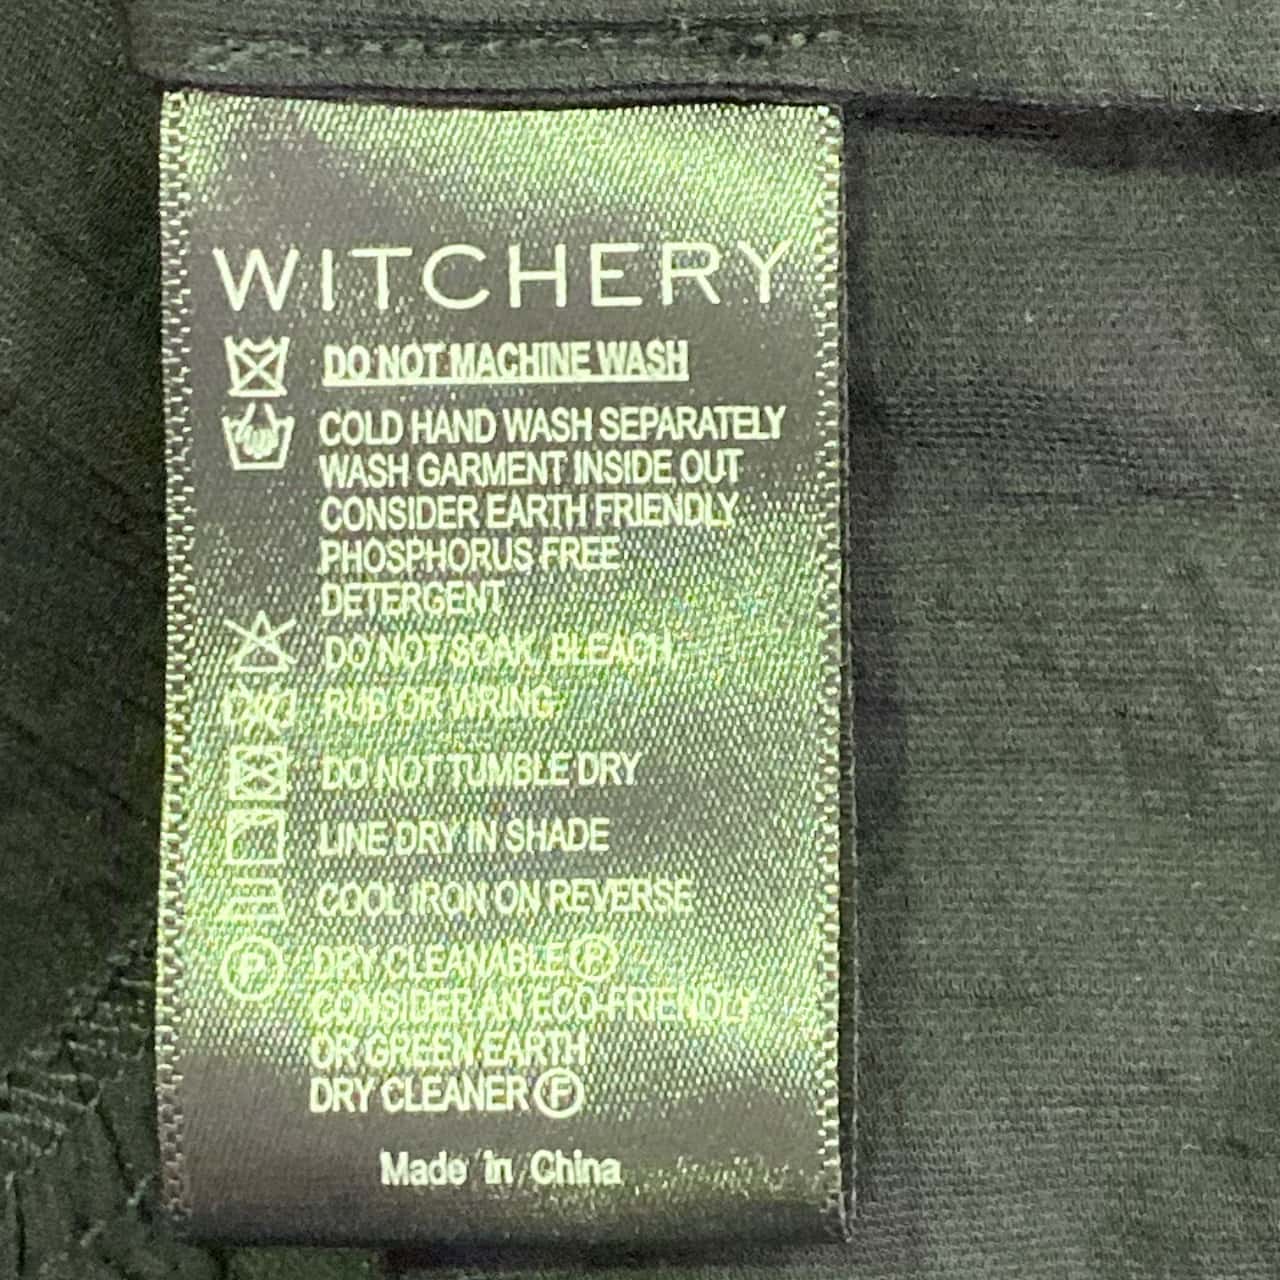 WITCHERY
DO NOT MACHINE WASH
COLD HAND WASH SEPARATELY
WASH GARMENT INSIDE OUT
CONSIDER EARTH FRIENDLY
PHOSPHORUS FREE
DETERGENT
DO NOT SOAK, BLEACH,
RUB OR WRING
DO NOT TUMBLE DRY
LINE DRY IN SHADE
COOL IRON ON REVERSE
P DRY CLEANABLE Ⓟ
CONSIDER AN ECO-FRIENDLY
OR GREEN EARTH
DRY CLEANER Ⓕ
Made in China